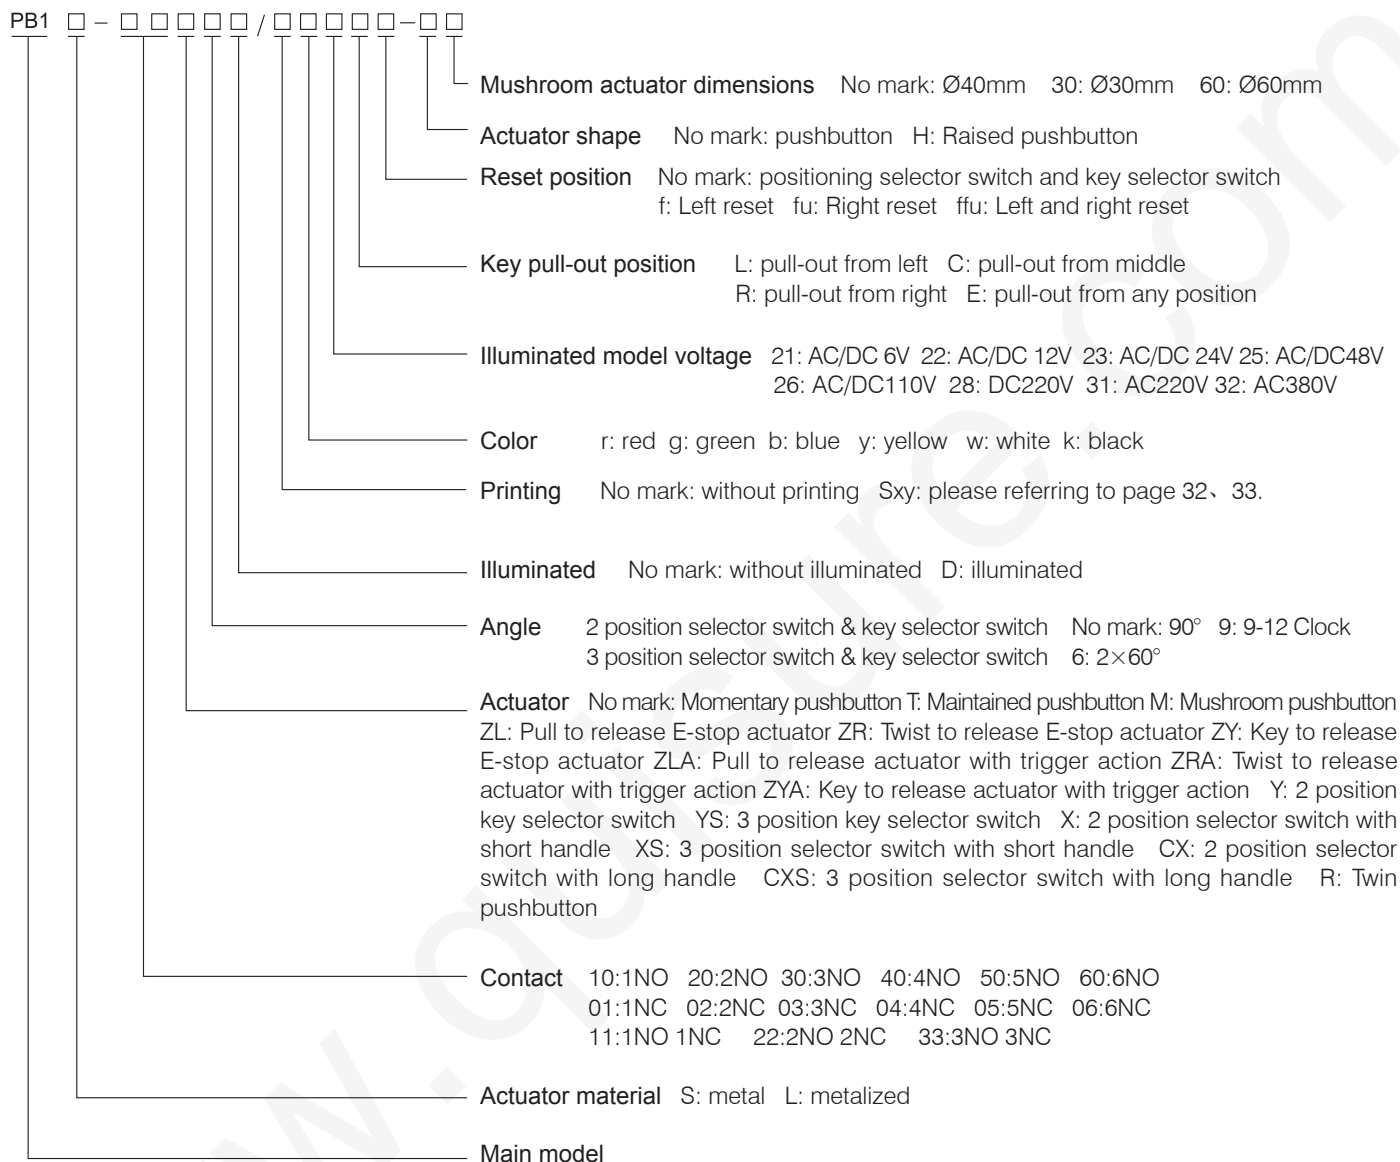 PB1 □ - □ □ □ □ □ / □ □ □ □ □ - □ □
Mushroom actuator dimensions No mark: Ø40mm 30: Ø30mm 60: Ø60mm
Actuator shape No mark: pushbutton H: Raised pushbutton
Reset position No mark: positioning selector switch and key selector switch
f: Left reset fu: Right reset ffu: Left and right reset
Key pull-out position L: pull-out from left C: pull-out from middle
R: pull-out from right E: pull-out from any position
Illuminated model voltage 21: AC/DC 6V 22: AC/DC 12V 23: AC/DC 24V 25: AC/DC48V
26: AC/DC110V 28: DC220V 31: AC220V 32: AC380V
Color r: red g: green b: blue y: yellow w: white k: black
Printing No mark: without printing Sxy: please referring to page 32、33.
Illuminated No mark: without illuminated D: illuminated
Angle 2 position selector switch & key selector switch No mark: 90° 9: 9-12 Clock
3 position selector switch & key selector switch 6: 2×60°
Actuator No mark: Momentary pushbutton T: Maintained pushbutton M: Mushroom pushbutton
ZL: Pull to release E-stop actuator ZR: Twist to release E-stop actuator ZY: Key to release
E-stop actuator ZLA: Pull to release actuator with trigger action ZRA: Twist to release
actuator with trigger action ZYA: Key to release actuator with trigger action Y: 2 position
key selector switch YS: 3 position key selector switch X: 2 position selector switch with
short handle XS: 3 position selector switch with short handle CX: 2 position selector
switch with long handle CXS: 3 position selector switch with long handle R: Twin
pushbutton
Contact 10:1NO 20:2NO 30:3NO 40:4NO 50:5NO 60:6NO
01:1NC 02:2NC 03:3NC 04:4NC 05:5NC 06:6NC
11:1NO 1NC 22:2NO 2NC 33:3NO 3NC
Actuator material S: metal L: metalized
Main model
w.qusure.com